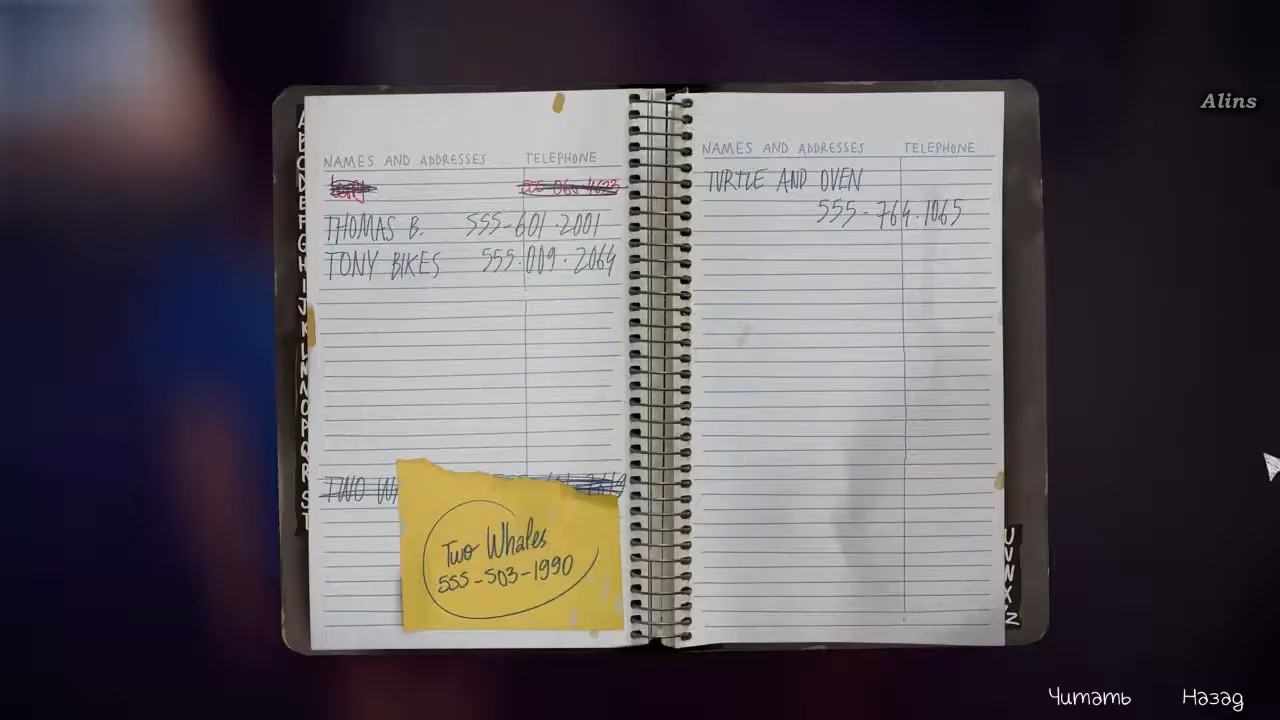 Alins
A
B
C
D
E
F
G
H
I
J
K
L
M
N
O
P
Q
R
S
T
NAMES AND ADDRESSES TELEPHONE
THOMAS B. 555-601-2001
TONY BIKES 555-009-2064
TWO
Two Whales
555-503-1990
NAMES AND ADDRESSES TELEPHONE
TURTLE AND OVEN
555-764-1065
U
V
W
X
Z
Читать Назад